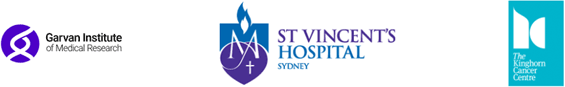 Garvan Institute
of Medical Research
ST VINCENT'S
HOSPITAL
SYDNEY
The
Kinghorn
Cancer
Centre